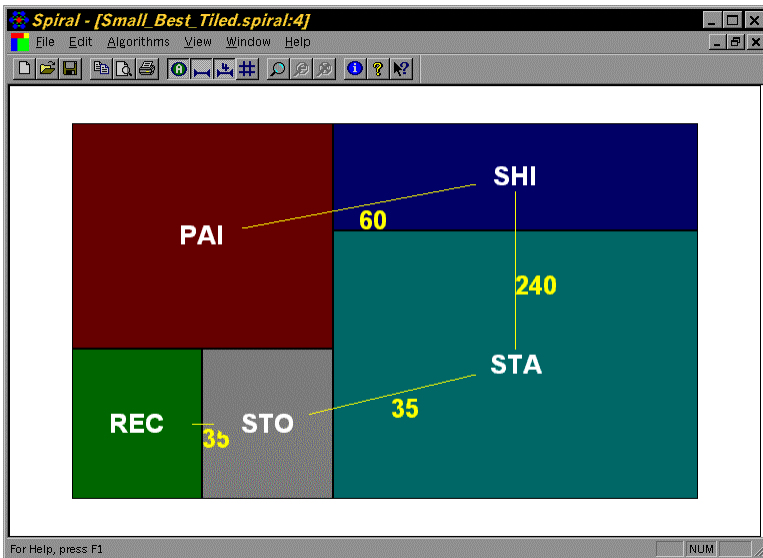 Spiral - [Small_Best_Tiled.spiral:4]
File Edit Algorithms View Window Help
SHI
60
PAI
240
STA
35
REC
35
STO
For Help, press F1
NUM